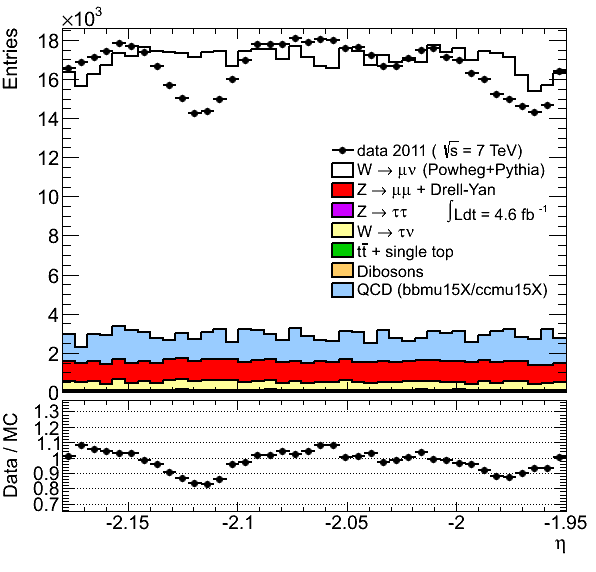 ×10³
Entries
18
16
14
12
10
8
6
4
2
0
data 2011 ( √s = 7 TeV)
W → μν (Powheg+Pythia)
Z → μμ + Drell-Yan
Z → ττ
∫Ldt = 4.6 fb⁻¹
W → τν
tt̅ + single top
Dibosons
QCD (bbmu15X/ccmu15X)
Data / MC
1.3
1.2
1.1
1
0.9
0.8
0.7
-2.15
-2.1
-2.05
-2
-1.95
η